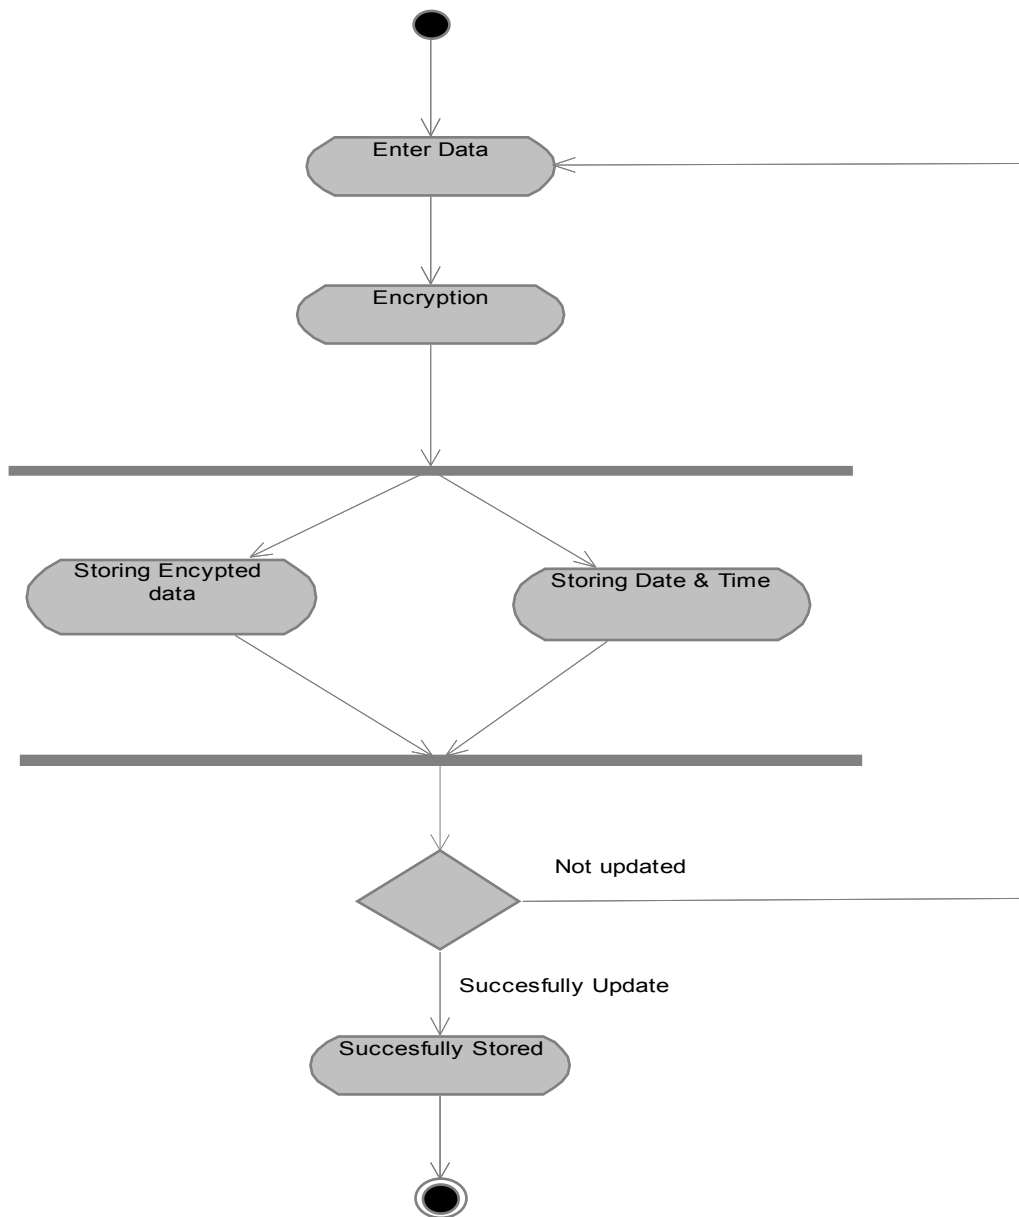 Enter Data
Encryption
Storing Encypted
data
Storing Date & Time
Not updated
Succesfully Update
Succesfully Stored